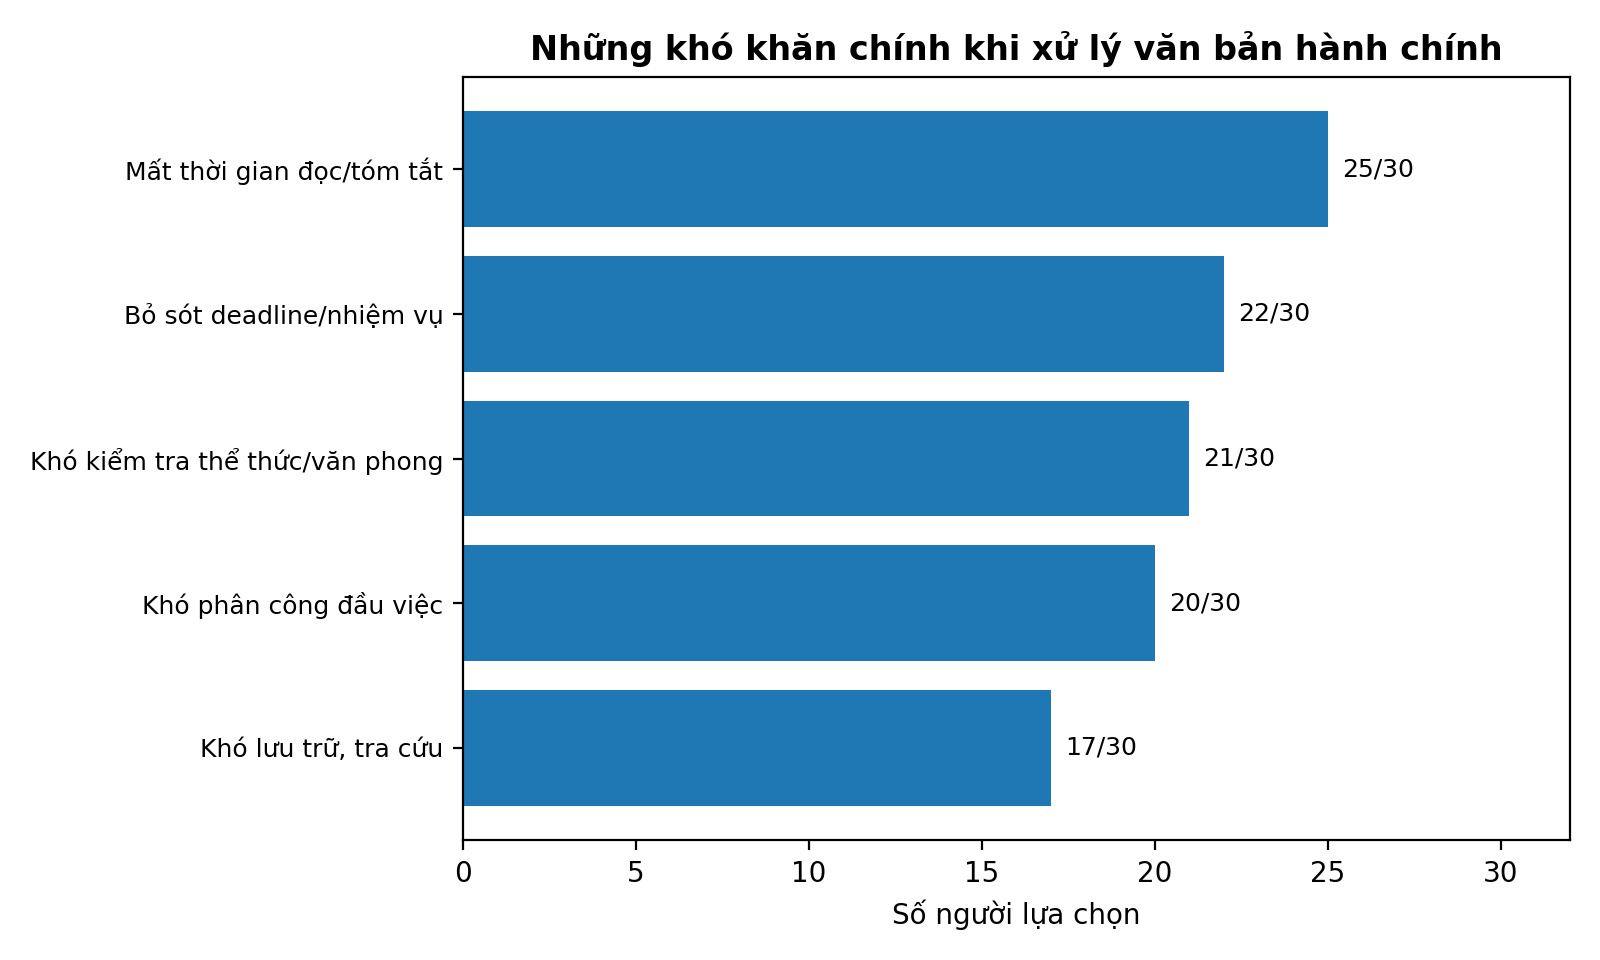 Những khó khăn chính khi xử lý văn bản hành chính
Mất thời gian đọc/tóm tắt
25/30
Bỏ sót deadline/nhiệm vụ
22/30
Khó kiểm tra thể thức/văn phong
21/30
Khó phân công đầu việc
20/30
Khó lưu trữ, tra cứu
17/30
0 5 10 15 20 25 30
Số người lựa chọn